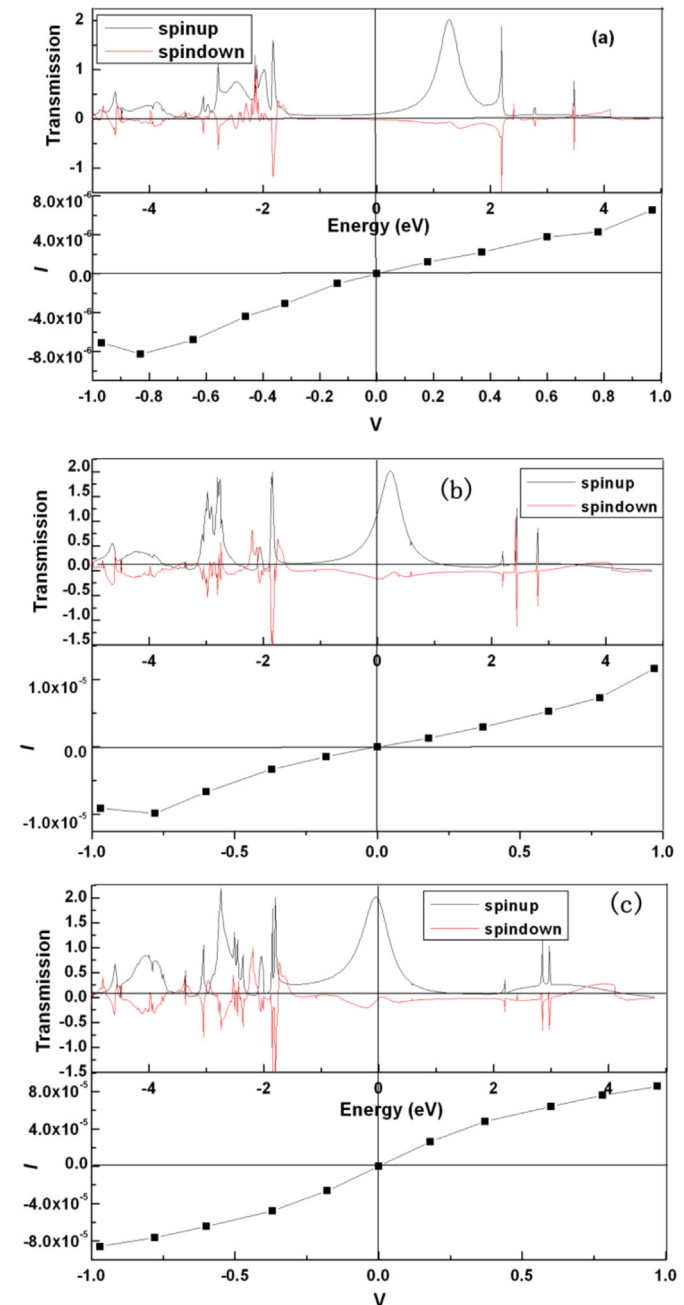 2
spinup
spindown
(a)
1
0
-1
Transmission
-4
-2
0
2
4
Energy (eV)
8.0x10⁻⁶
4.0x10⁻⁶
0.0
-4.0x10⁻⁶
-8.0x10⁻⁶
I
-1.0 -0.8 -0.6 -0.4 -0.2 0.0 0.2 0.4 0.6 0.8 1.0
V
2.0
1.5
1.0
0.5
0.0
-0.5
-1.0
-1.5
Transmission
(b)
spinup
spindown
-4 -2 0 2 4
1.0x10⁻⁵
0.0
-1.0x10⁻⁵
I
-1.0 -0.5 0.0 0.5 1.0
2.0
1.5
1.0
0.5
0.0
-0.5
-1.0
-1.5
Transmission
spinup
spindown
(c)
-4 -2 0 2 4
Energy (eV)
8.0x10⁻⁵
4.0x10⁻⁵
0.0
-4.0x10⁻⁵
-8.0x10⁻⁵
I
-1.0 -0.5 0.0 0.5 1.0
V